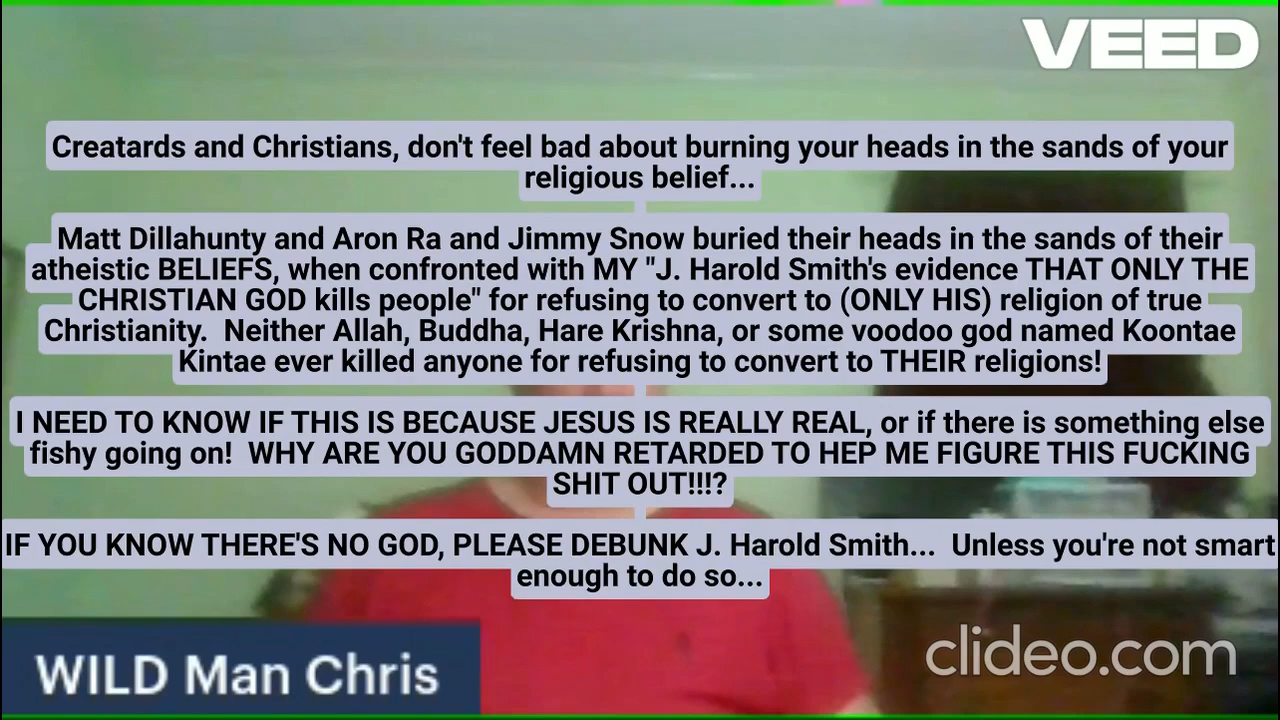 VEED
Creatards and Christians, don't feel bad about burning your heads in the sands of your
religious belief...
Matt Dillahunty and Aron Ra and Jimmy Snow buried their heads in the sands of their
atheistic BELIEFS, when confronted with MY "J. Harold Smith's evidence THAT ONLY THE
CHRISTIAN GOD kills people" for refusing to convert to (ONLY HIS) religion of true
Christianity.  Neither Allah, Buddha, Hare Krishna, or some voodoo god named Koontae
Kintae ever killed anyone for refusing to convert to THEIR religions!
I NEED TO KNOW IF THIS IS BECAUSE JESUS IS REALLY REAL, or if there is something else
fishy going on!  WHY ARE YOU GODDAMN RETARDED TO HEP ME FIGURE THIS FUCKING
SHIT OUT!!!?
IF YOU KNOW THERE'S NO GOD, PLEASE DEBUNK J. Harold Smith...  Unless you're not smart
enough to do so...
WILD Man Chris
clideo.com